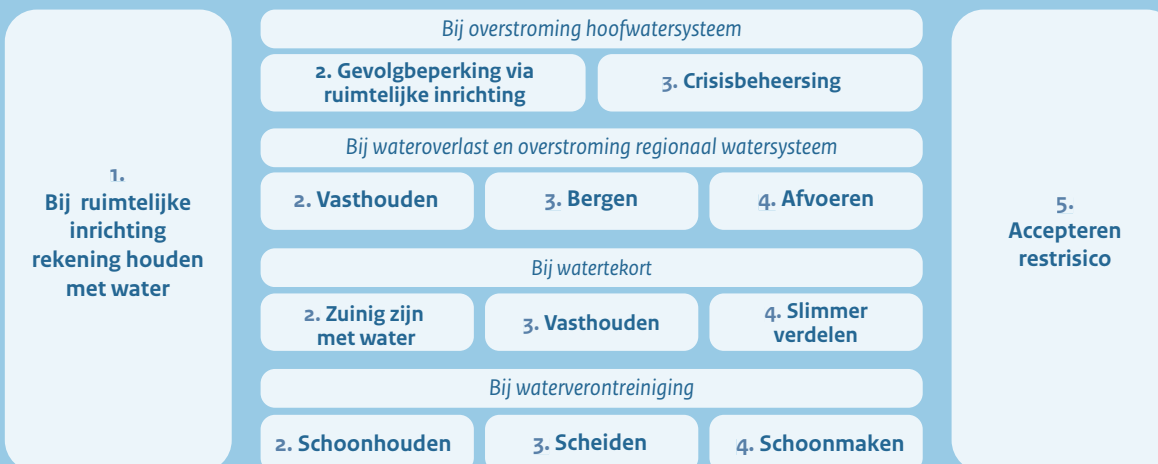 1.
Bij ruimtelijke
inrichting
rekening houden
met water
Bij overstroming hoofwatersysteem
2. Gevolgbeperking via
ruimtelijke inrichting
3. Crisisbeheersing
Bij wateroverlast en overstroming regionaal watersysteem
2. Vasthouden
3. Bergen
4. Afvoeren
Bij watertekort
2. Zuinig zijn
met water
3. Vasthouden
4. Slimmer
verdelen
Bij waterverontreiniging
2. Schoonhouden
3. Scheiden
4. Schoonmaken
5.
Accepteren
restrisico